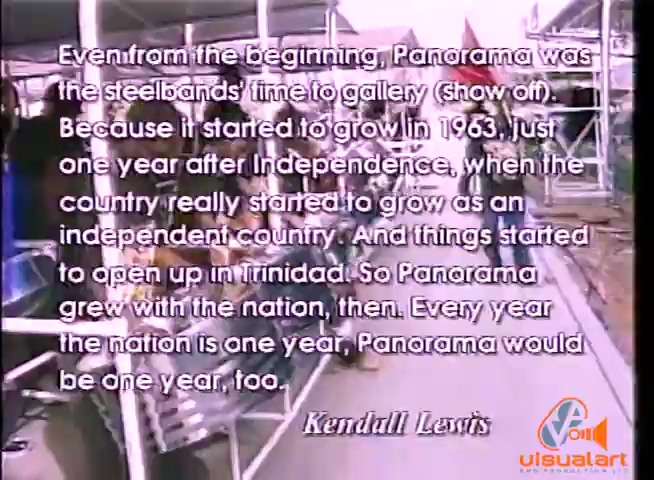 Even from the beginning, Panorama was
the steelbands' time to gallery (show off).
Because it started to grow in 1963, just
one year after Independence, when the
country really started to grow as an
independent country. And things started
to open up in Trinidad. So Panorama
grew with the nation, then. Every year
the nation is one year, Panorama would
be one year, too.
Kendall Lewis
visualart
AND PRODUCTION LTD